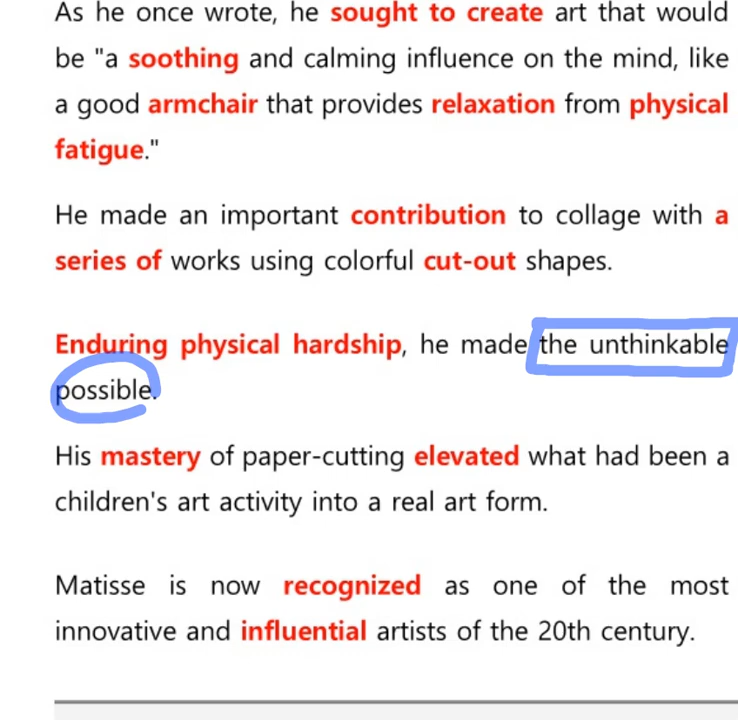 As he once wrote, he sought to create art that would
be "a soothing and calming influence on the mind, like
a good armchair that provides relaxation from physical
fatigue."
He made an important contribution to collage with a
series of works using colorful cut-out shapes.
Enduring physical hardship, he made the unthinkable
possible.
His mastery of paper-cutting elevated what had been a
children's art activity into a real art form.
Matisse is now recognized as one of the most
innovative and influential artists of the 20th century.